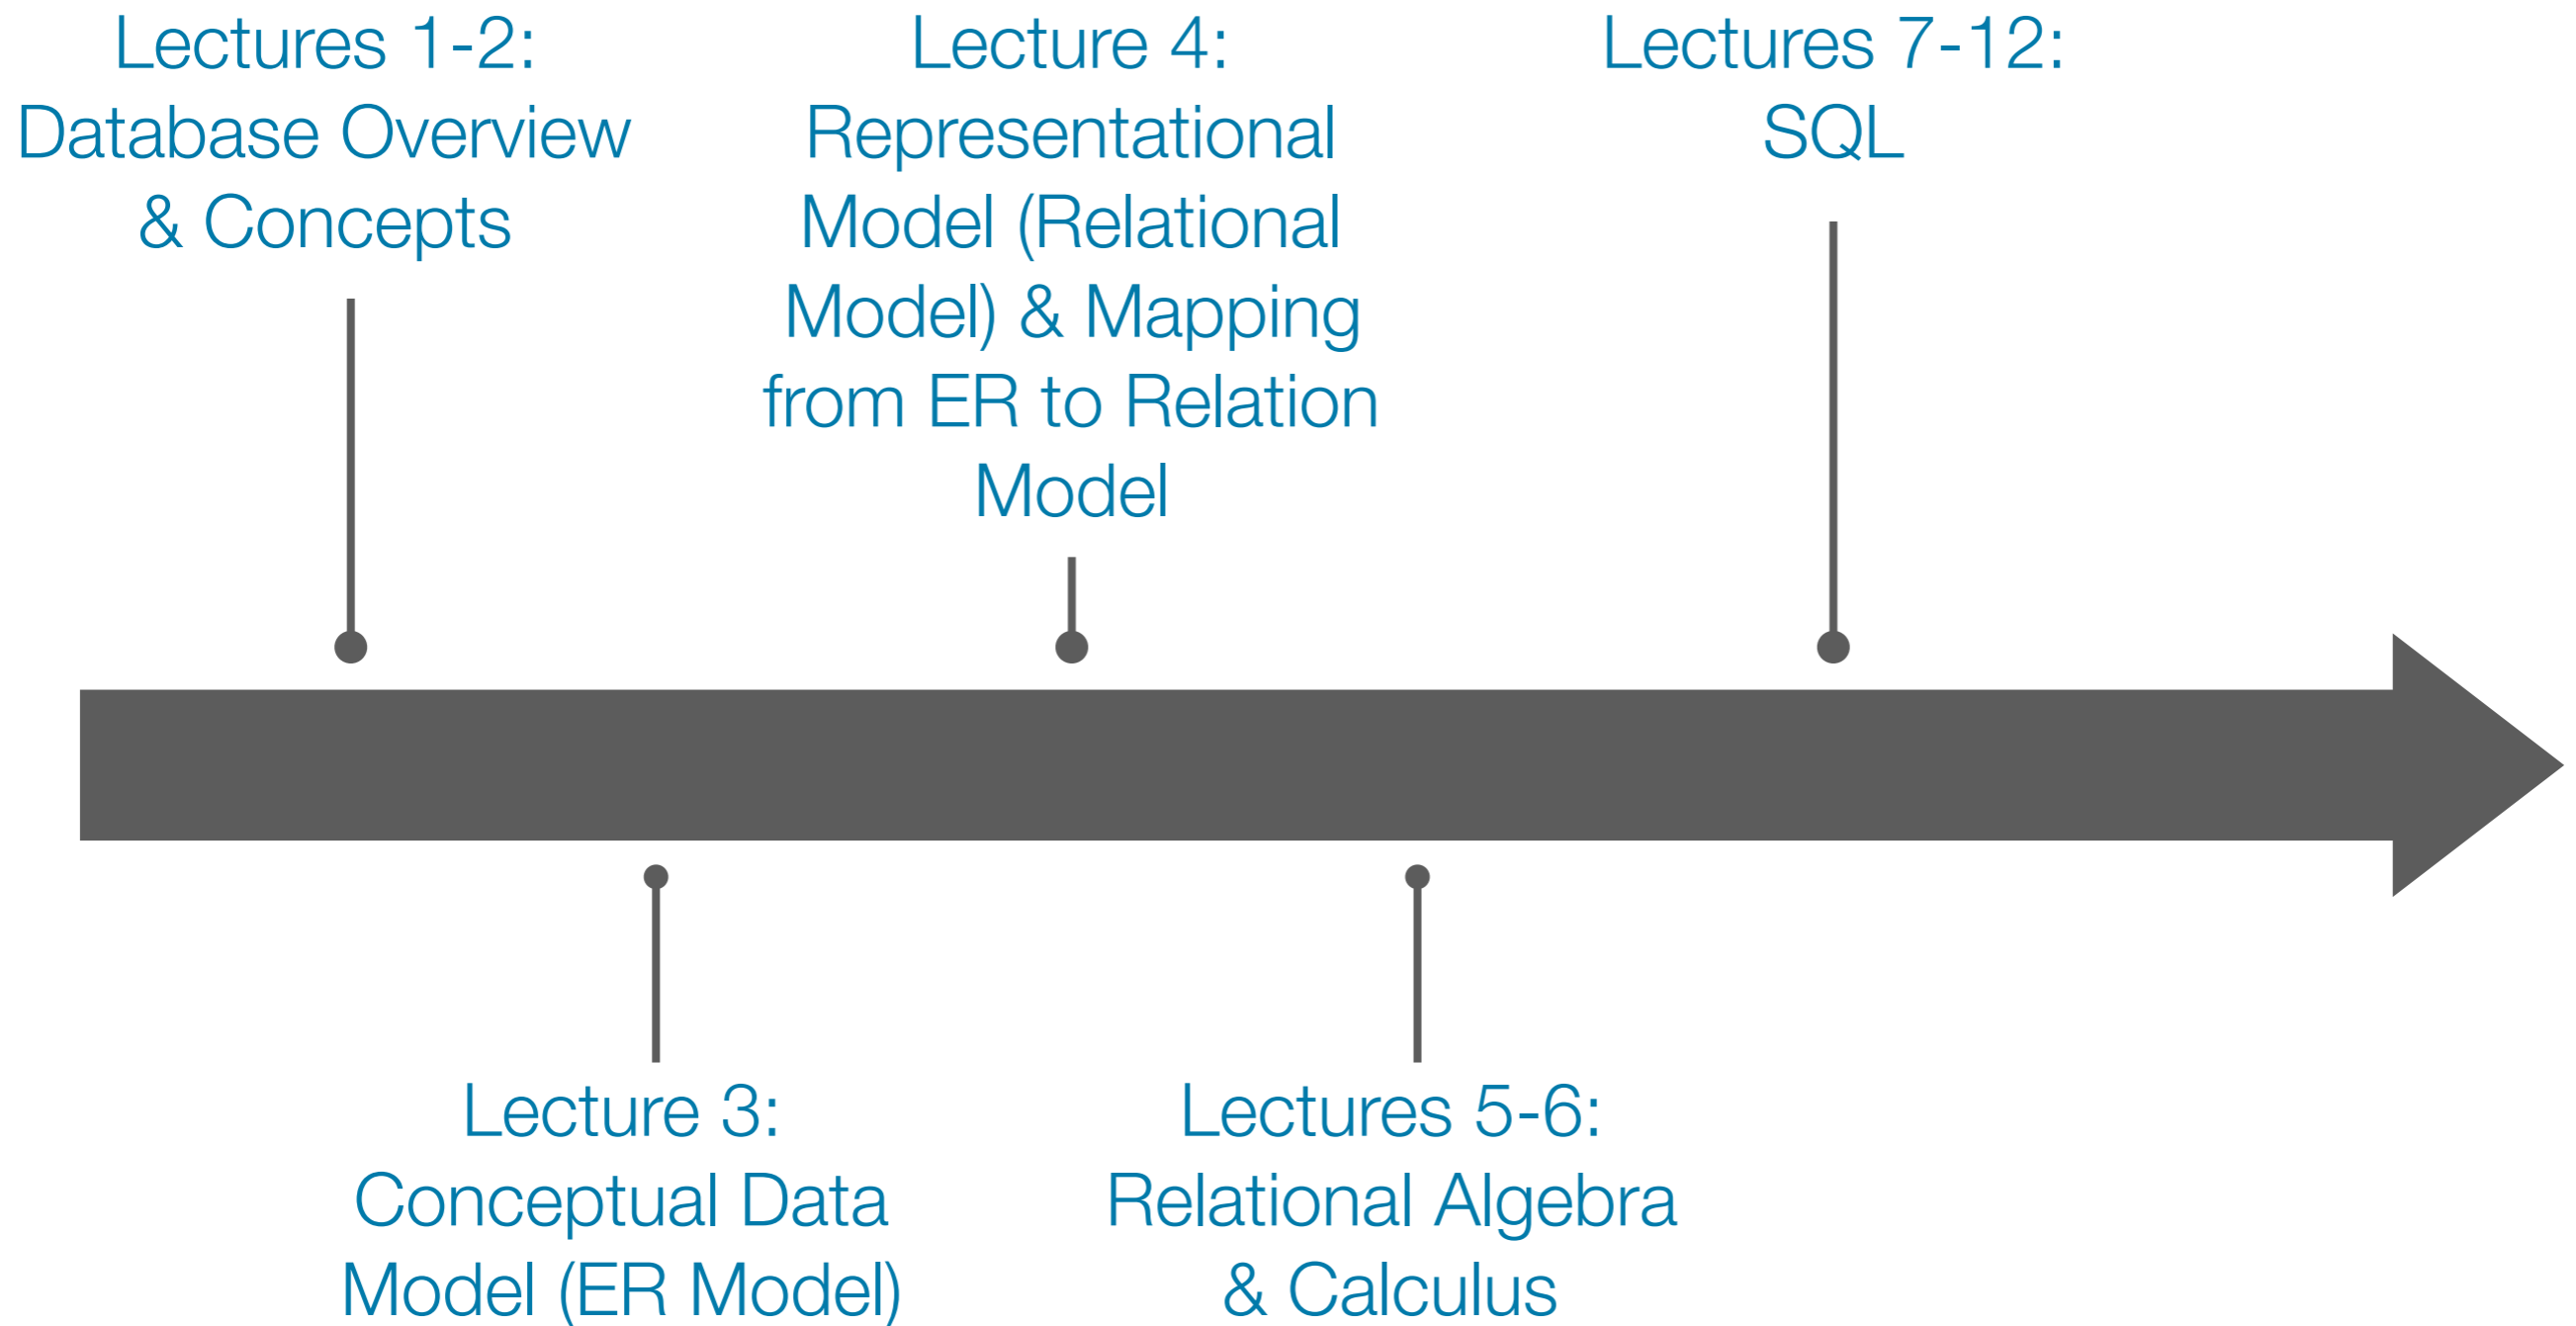 Lectures 1-2:
Database Overview
& Concepts
Lecture 3:
Conceptual Data
Model (ER Model)
Lecture 4:
Representational
Model (Relational
Model) & Mapping
from ER to Relation
Model
Lectures 5-6:
Relational Algebra
& Calculus
Lectures 7-12:
SQL